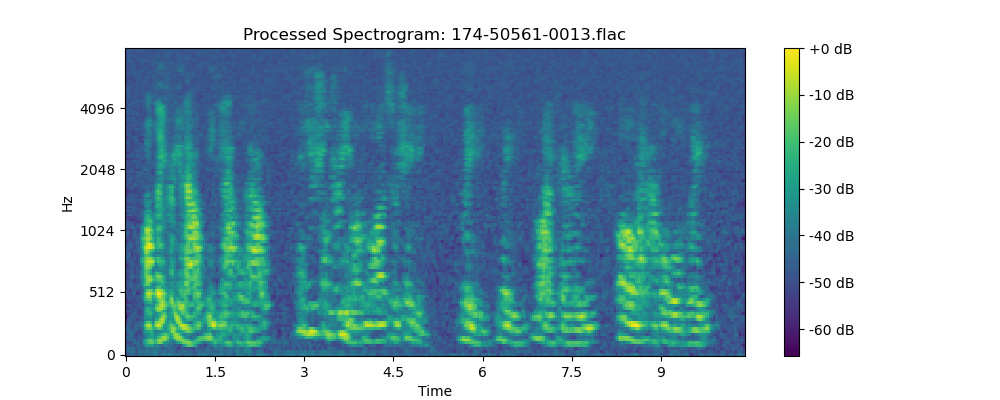 Processed Spectrogram: 174-50561-0013.flac
Hz
4096
2048
1024
512
0
0 1.5 3 4.5 6 7.5 9
Time
+0 dB
-10 dB
-20 dB
-30 dB
-40 dB
-50 dB
-60 dB